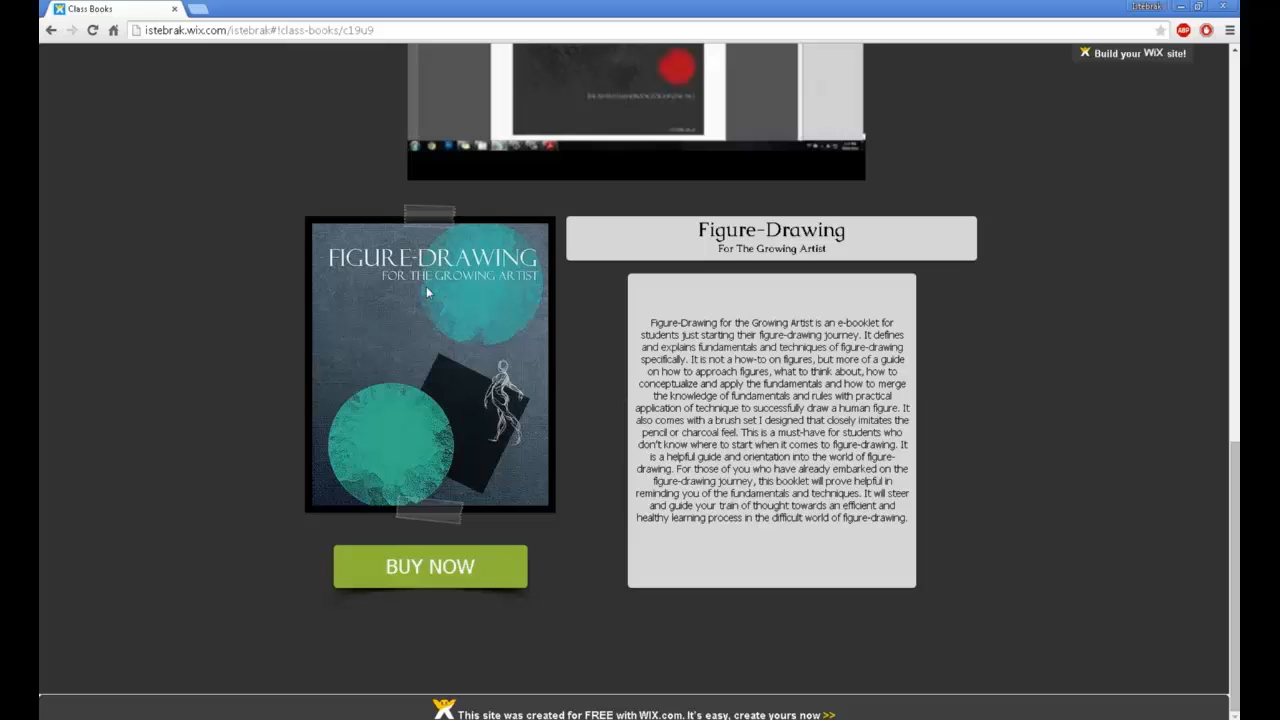 Class Books
Istebrak
istebrak.wix.com/istebrak#!class-books/c19u9
ABP
Build your WiX site!
FIGURE-DRAWING
FOR THE GROWING ARTIST
Figure-Drawing
For The Growing Artist
Figure-Drawing for the Growing Artist is an e-booklet for
students just starting their figure-drawing journey. It defines
and explains fundamentals and techniques of figure-drawing
specifically. It is not a how-to on figures, but more of a guide
on how to approach figures, what to think about, how to
conceptualize and apply the fundamentals and how to merge
the knowledge of fundamentals and rules with practical
application of technique to successfully draw a human figure. It
also comes with a brush set I designed that closely imitates the
pencil or charcoal feel. This is a must-have for students who
don't know where to start when it comes to figure-drawing. It
is a helpful guide and orientation into the world of figure-
drawing. For those of you who have already embarked on the
figure-drawing journey, this booklet will prove helpful in
reminding you of the fundamentals and techniques. It will steer
and guide your train of thought towards an efficient and
healthy learning process in the difficult world of figure-drawing.
BUY NOW
This site was created for FREE with WIX.com. It's easy, create yours now >>